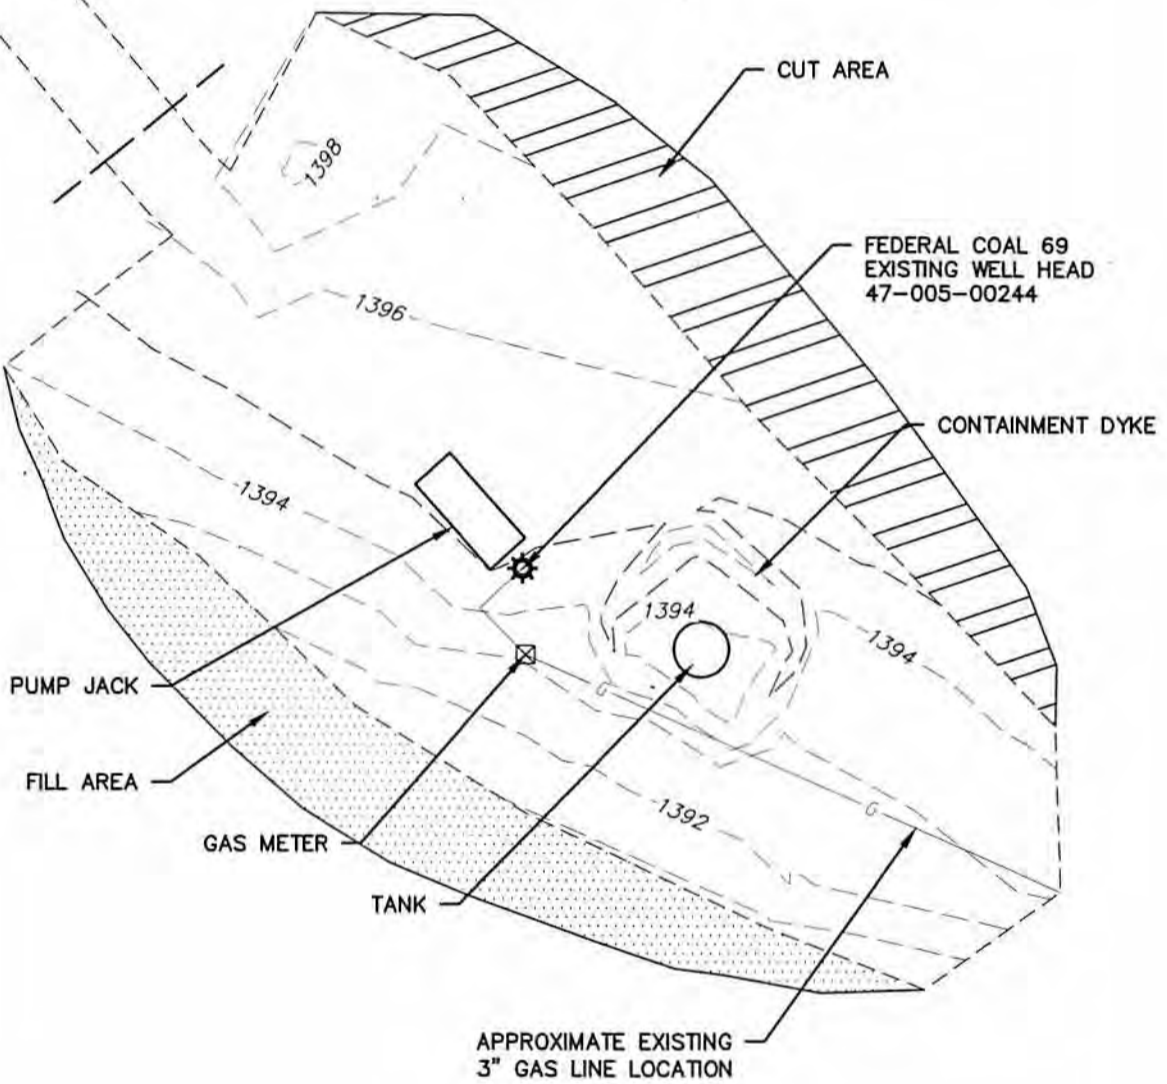 CUT AREA
1398
FEDERAL COAL 69
EXISTING WELL HEAD
47-005-00244
1396
CONTAINMENT DYKE
1394
1394
1394
PUMP JACK
G
FILL AREA
1392
G
GAS METER
TANK
APPROXIMATE EXISTING
3" GAS LINE LOCATION